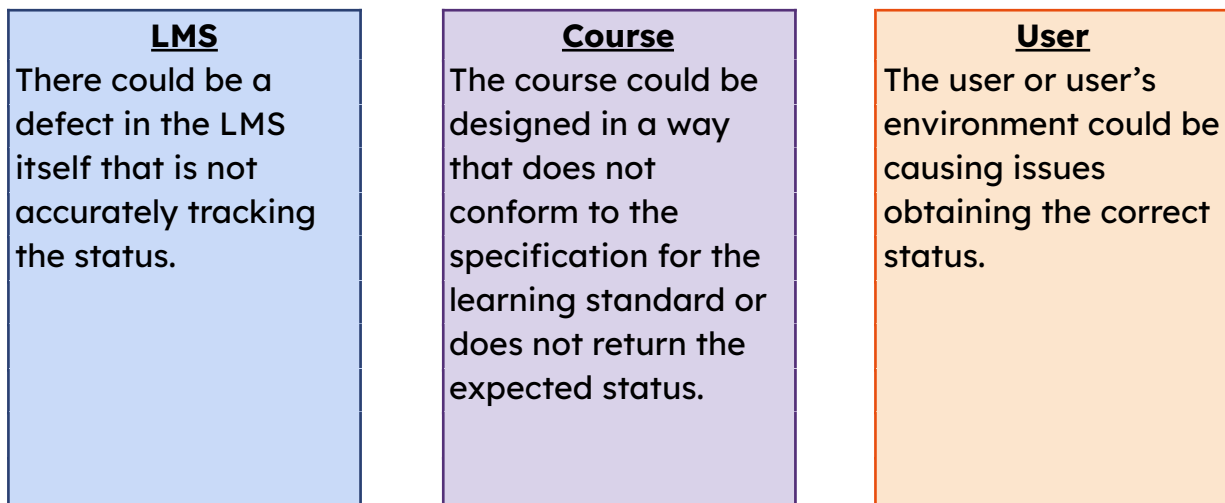 LMS
There could be a
defect in the LMS
itself that is not
accurately tracking
the status.
Course
The course could be
designed in a way
that does not
conform to the
specification for the
learning standard or
does not return the
expected status.
User
The user or user’s
environment could be
causing issues
obtaining the correct
status.